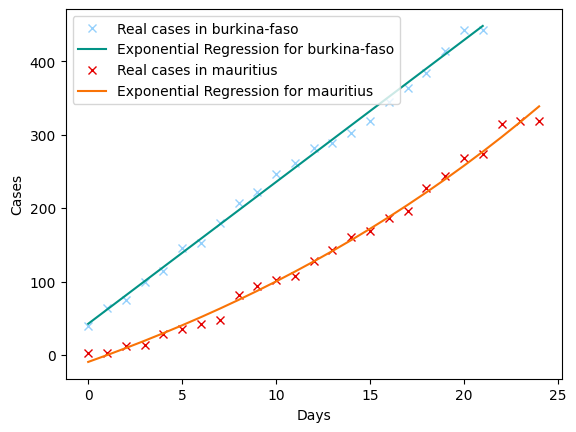 Real cases in burkina-faso
Exponential Regression for burkina-faso
Real cases in mauritius
Exponential Regression for mauritius
400
300
200
100
0
Cases
0 5 10 15 20 25
Days